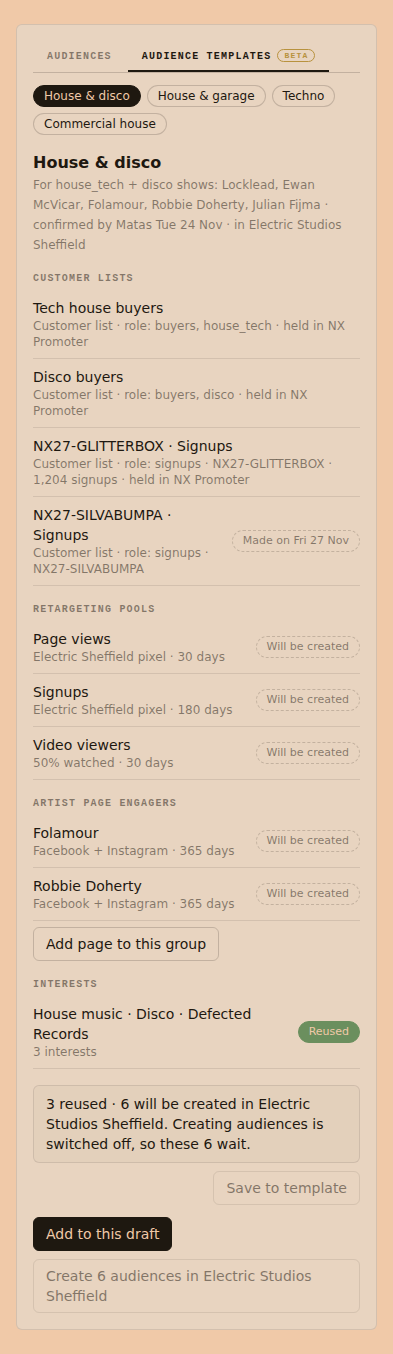 AUDIENCES
AUDIENCE TEMPLATES BETA
House & disco
House & garage
Techno
Commercial house
House & disco
For house_tech + disco shows: Locklead, Ewan
McVicar, Folamour, Robbie Doherty, Julian Fijma ·
confirmed by Matas Tue 24 Nov · in Electric Studios
Sheffield
CUSTOMER LISTS
Tech house buyers
Customer list · role: buyers, house_tech · held in NX
Promoter
Disco buyers
Customer list · role: buyers, disco · held in NX
Promoter
NX27-GLITTERBOX · Signups
Customer list · role: signups · NX27-GLITTERBOX ·
1,204 signups · held in NX Promoter
NX27-SILVABUMPA ·
Signups
Customer list · role: signups ·
NX27-SILVABUMPA
Made on Fri 27 Nov
RETARGETING POOLS
Page views
Electric Sheffield pixel · 30 days
Will be created
Signups
Electric Sheffield pixel · 180 days
Will be created
Video viewers
50% watched · 30 days
Will be created
ARTIST PAGE ENGAGERS
Folamour
Facebook + Instagram · 365 days
Will be created
Robbie Doherty
Facebook + Instagram · 365 days
Will be created
Add page to this group
INTERESTS
House music · Disco · Defected
Records
3 interests
Reused
3 reused · 6 will be created in Electric
Studios Sheffield. Creating audiences is
switched off, so these 6 wait.
Save to template
Add to this draft
Create 6 audiences in Electric Studios
Sheffield